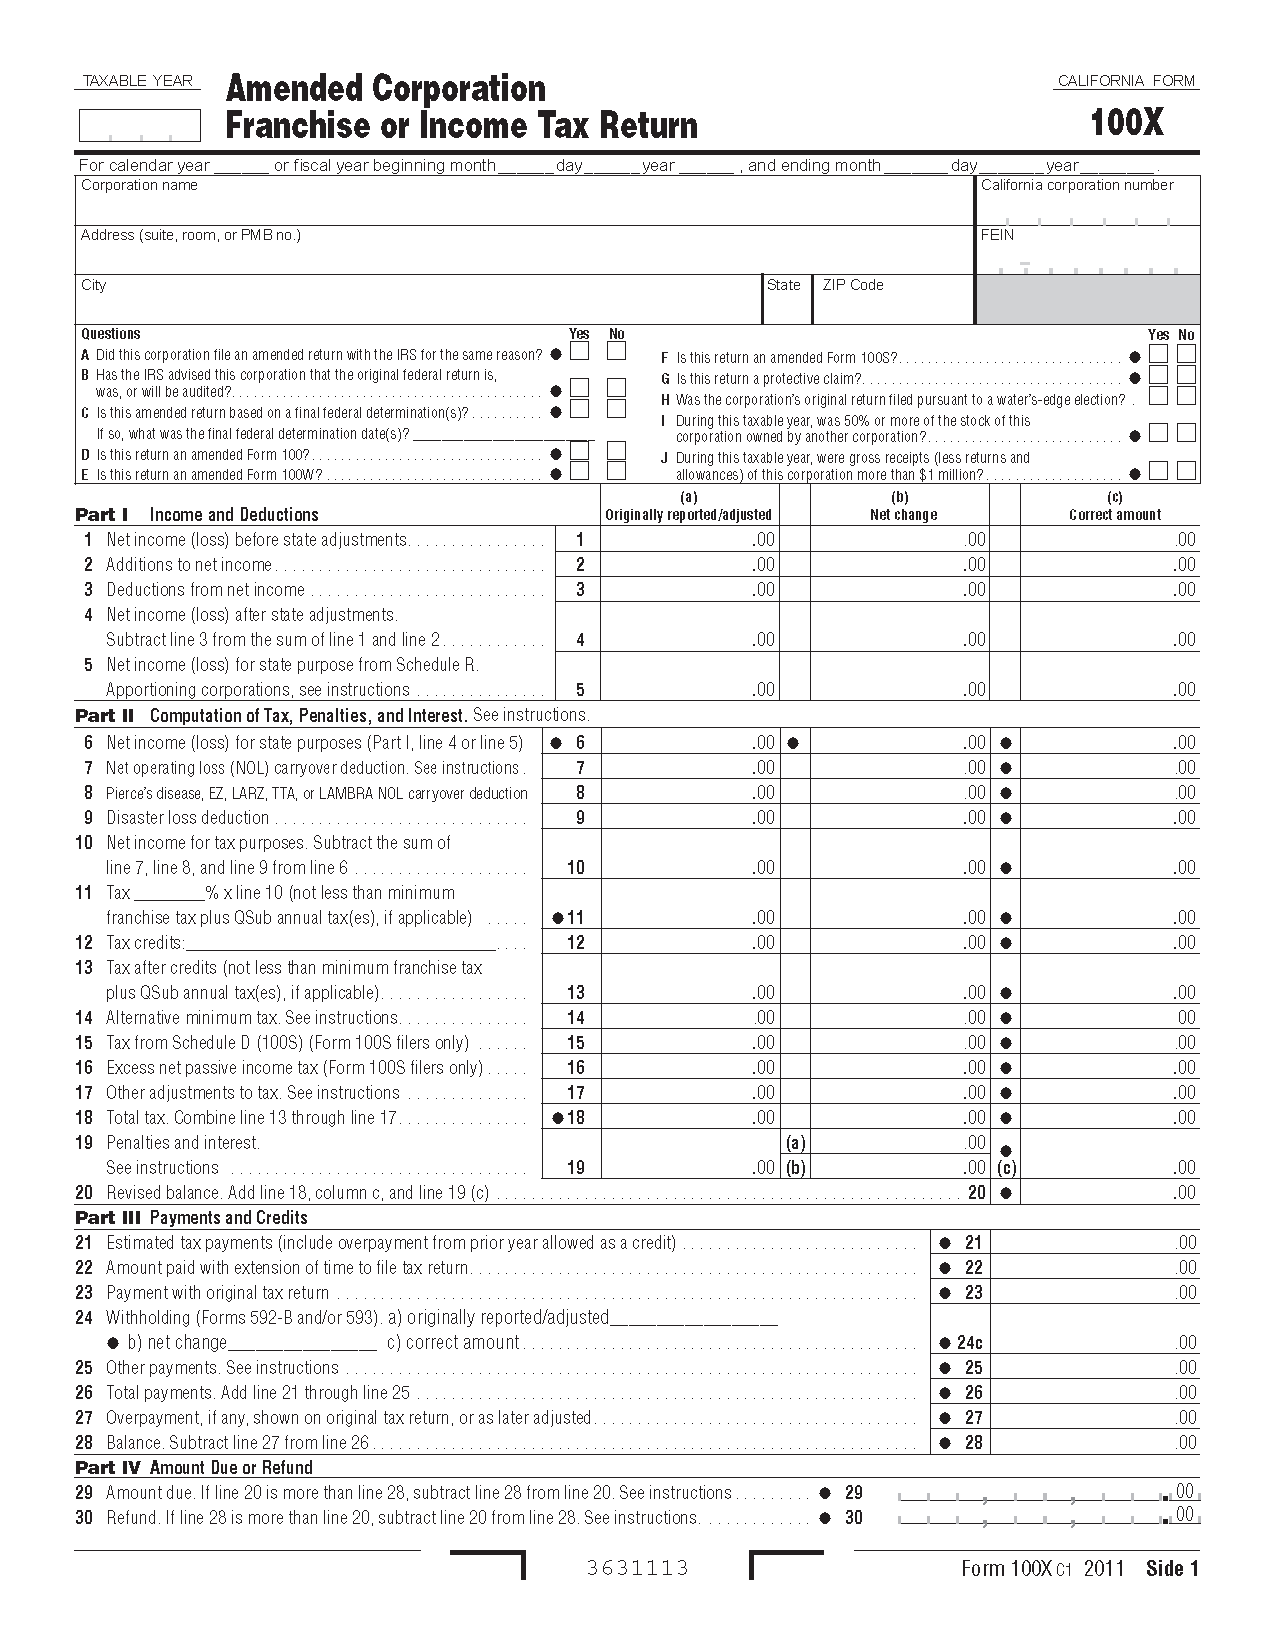 TAXABLE YEAR
Amended Corporation
Franchise or Income Tax Return
CALIFORNIA FORM
100X
For calendar year ______ or fiscal year beginning month______ day______ year ______ , and ending month_______ day_______ year________ .
Corporation name
California corporation number
Address (suite, room, or PMB no.)
FEIN
-
City
State
ZIP Code
Questions Yes No
A Did this corporation file an amended return with the IRS for the same reason? ●
B Has the IRS advised this corporation that the original federal return is,
was, or will be audited?. . . . . . . . . . ●
C Is this amended return based on a final federal determination(s)? . . . . . . . . . . ●
If so, what was the final federal determination date(s)? ______________________
D Is this return an amended Form 100?. . . . . . . . . . ●
E Is this return an amended Form 100W? . . . . . . . . . . ●
Yes No
F Is this return an amended Form 100S?. . . . . . . . . . ●
G Is this return a protective claim?. . . . . . . . . . ●
H Was the corporation's original return filed pursuant to a water's-edge election? .
I During this taxable year, was 50% or more of the stock of this
corporation owned by another corporation?. . . . . . . . . . ●
J During this taxable year, were gross receipts (less returns and
allowances) of this corporation more than $1 million?. . . . . . . . . . ●
(a) (b) (c)
Part I Income and Deductions Originally reported/adjusted Net change Correct amount
1 Net income (loss) before state adjustments. . . . . . . . . . 1 .00 .00 .00
2 Additions to net income. . . . . . . . . . 2 .00 .00 .00
3 Deductions from net income . . . . . . . . . . 3 .00 .00 .00
4 Net income (loss) after state adjustments.
Subtract line 3 from the sum of line 1 and line 2. . . . . . . . . . 4 .00 .00 .00
5 Net income (loss) for state purpose from Schedule R.
Apportioning corporations, see instructions . . . . . . . . . . 5 .00 .00 .00
Part II Computation of Tax, Penalties, and Interest. See instructions.
6 Net income (loss) for state purposes (Part I, line 4 or line 5) ● 6 .00 ● .00 ● .00
7 Net operating loss (NOL) carryover deduction. See instructions . 7 .00 .00 ● .00
8 Pierce's disease, EZ, LARZ, TTA, or LAMBRA NOL carryover deduction 8 .00 .00 ● .00
9 Disaster loss deduction . . . . . . . . . . 9 .00 .00 ● .00
10 Net income for tax purposes. Subtract the sum of
line 7, line 8, and line 9 from line 6 . . . . . . . . . . 10 .00 .00 ● .00
11 Tax ________% x line 10 (not less than minimum
franchise tax plus QSub annual tax(es), if applicable) . . . . . ● 11 .00 .00 ● .00
12 Tax credits:__________________________________. . . . 12 .00 .00 ● .00
13 Tax after credits (not less than minimum franchise tax
plus QSub annual tax(es), if applicable). . . . . . . . . . 13 .00 .00 ● .00
14 Alternative minimum tax. See instructions. . . . . . . . . . 14 .00 .00 ● 00
15 Tax from Schedule D (100S) (Form 100S filers only) . . . . . . 15 .00 .00 ● .00
16 Excess net passive income tax (Form 100S filers only) . . . . . 16 .00 .00 ● .00
17 Other adjustments to tax. See instructions . . . . . . . . . . 17 .00 .00 ● .00
18 Total tax. Combine line 13 through line 17. . . . . . . . . . ● 18 .00 .00 ● .00
19 Penalties and interest. (a) .00 ●
See instructions . . . . . . . . . . 19 .00 (b) .00 (c) .00
20 Revised balance. Add line 18, column c, and line 19 (c) . . . . . . . . . . 20 ● .00
Part III Payments and Credits
21 Estimated tax payments (include overpayment from prior year allowed as a credit) . . . . . . . . . . ● 21 .00
22 Amount paid with extension of time to file tax return. . . . . . . . . . ● 22 .00
23 Payment with original tax return . . . . . . . . . . ● 23 .00
24 Withholding (Forms 592-B and/or 593). a) originally reported/adjusted__________________
● b) net change________________ c) correct amount . . . . . . . . . . ● 24c .00
25 Other payments. See instructions . . . . . . . . . . ● 25 .00
26 Total payments. Add line 21 through line 25 . . . . . . . . . . ● 26 .00
27 Overpayment, if any, shown on original tax return, or as later adjusted. . . . . . . . . . ● 27 .00
28 Balance. Subtract line 27 from line 26 . . . . . . . . . . ● 28 .00
Part IV Amount Due or Refund
29 Amount due. If line 20 is more than line 28, subtract line 28 from line 20. See instructions . . . . . . . . . ● 29 , , .00
30 Refund. If line 28 is more than line 20, subtract line 20 from line 28. See instructions. . . . . . . . . . ● 30 , , .00
3631113
Form 100X C1 2011 Side 1